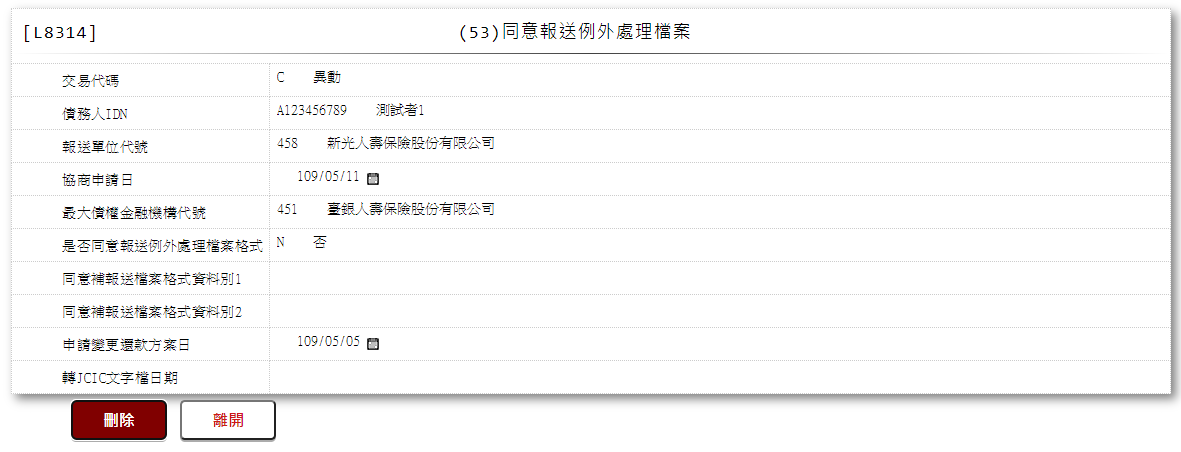 [L8314] (53)同意報送例外處理檔案
交易代碼 C 異動
債務人IDN A123456789 測試者1
報送單位代號 458 新光人壽保險股份有限公司
協商申請日 109/05/11
最大債權金融機構代號 451 臺銀人壽保險股份有限公司
是否同意報送例外處理檔案格式 N 否
同意補報送檔案格式資料別1
同意補報送檔案格式資料別2
申請變更還款方案日 109/05/05
轉JCIC文字檔日期
刪除 離開